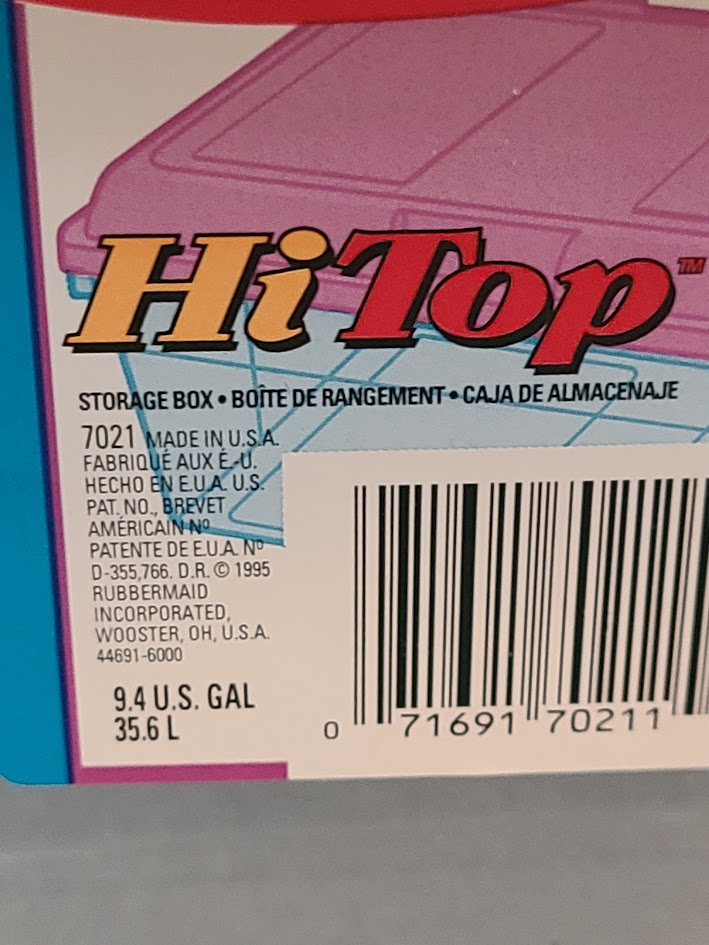 HiTop™
STORAGE BOX • BOÎTE DE RANGEMENT • CAJA DE ALMACENAJE
7021 MADE IN U.S.A.
FABRIQUÉ AUX É.-U.
HECHO EN E.U.A. U.S.
PAT. NO., BREVET
AMÉRICAIN Nº
PATENTE DE E.U.A. Nº
D-355,766. D.R. © 1995
RUBBERMAID
INCORPORATED,
WOOSTER, OH, U.S.A.
44691-6000
9.4 U.S. GAL
35.6 L
0 71691 70211